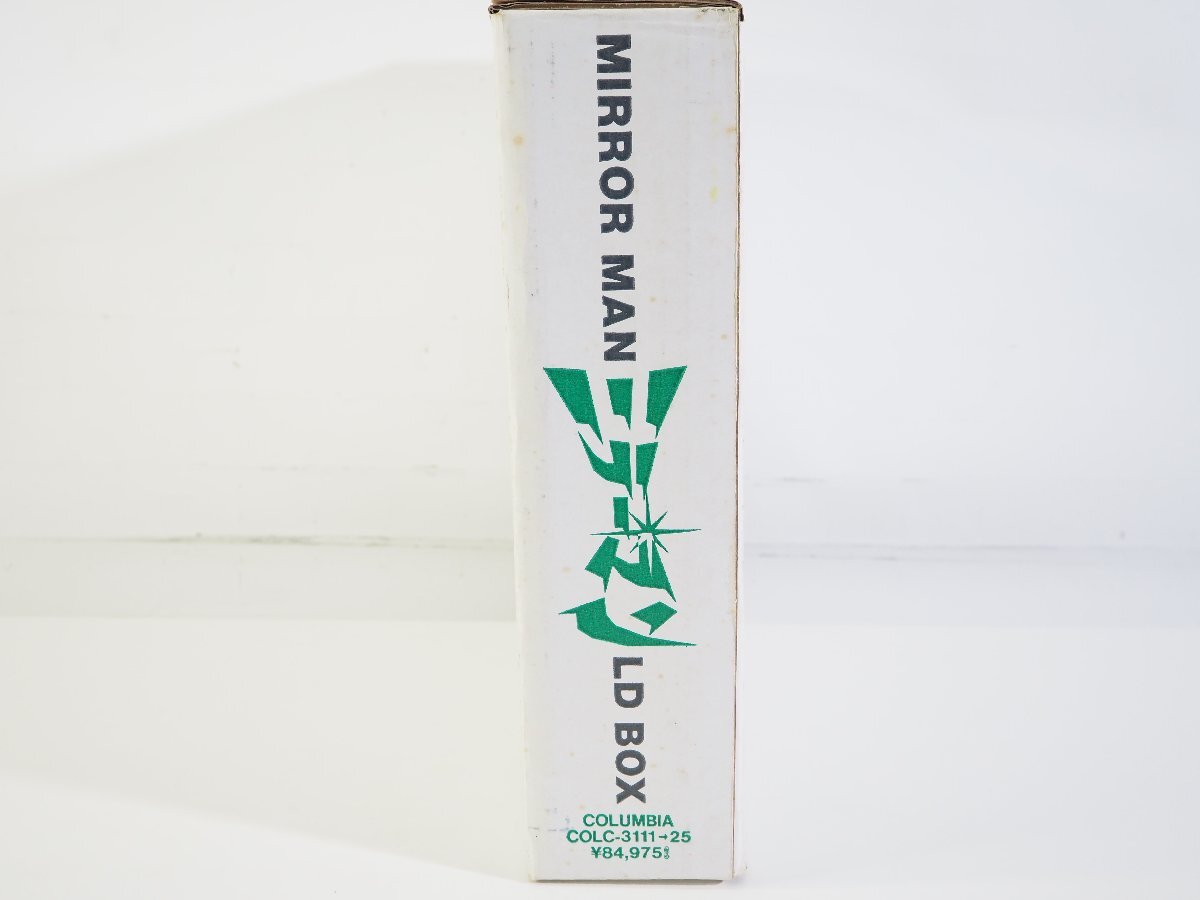 MIRROR MAN
ミラーマン
LD BOX
COLUMBIA
COLC-3111→25
¥84,975